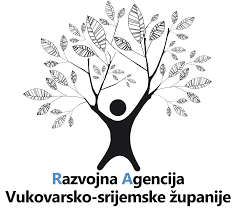 Razvojna Agencija
Vukovarsko-srijemske županije